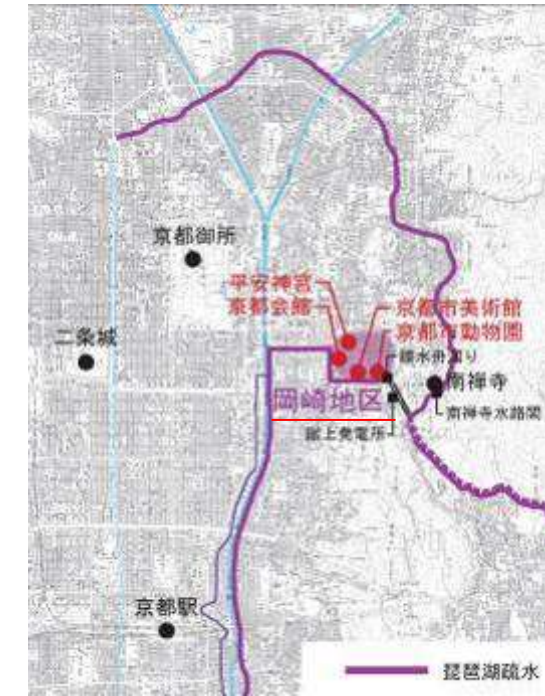 京都御所
平安神宮
京都会館
京都市美術館
京都市動物園
二条城
南禅寺
岡崎地区
南禅寺水路閣
蹴上発電所
京都駅
琵琶湖疏水